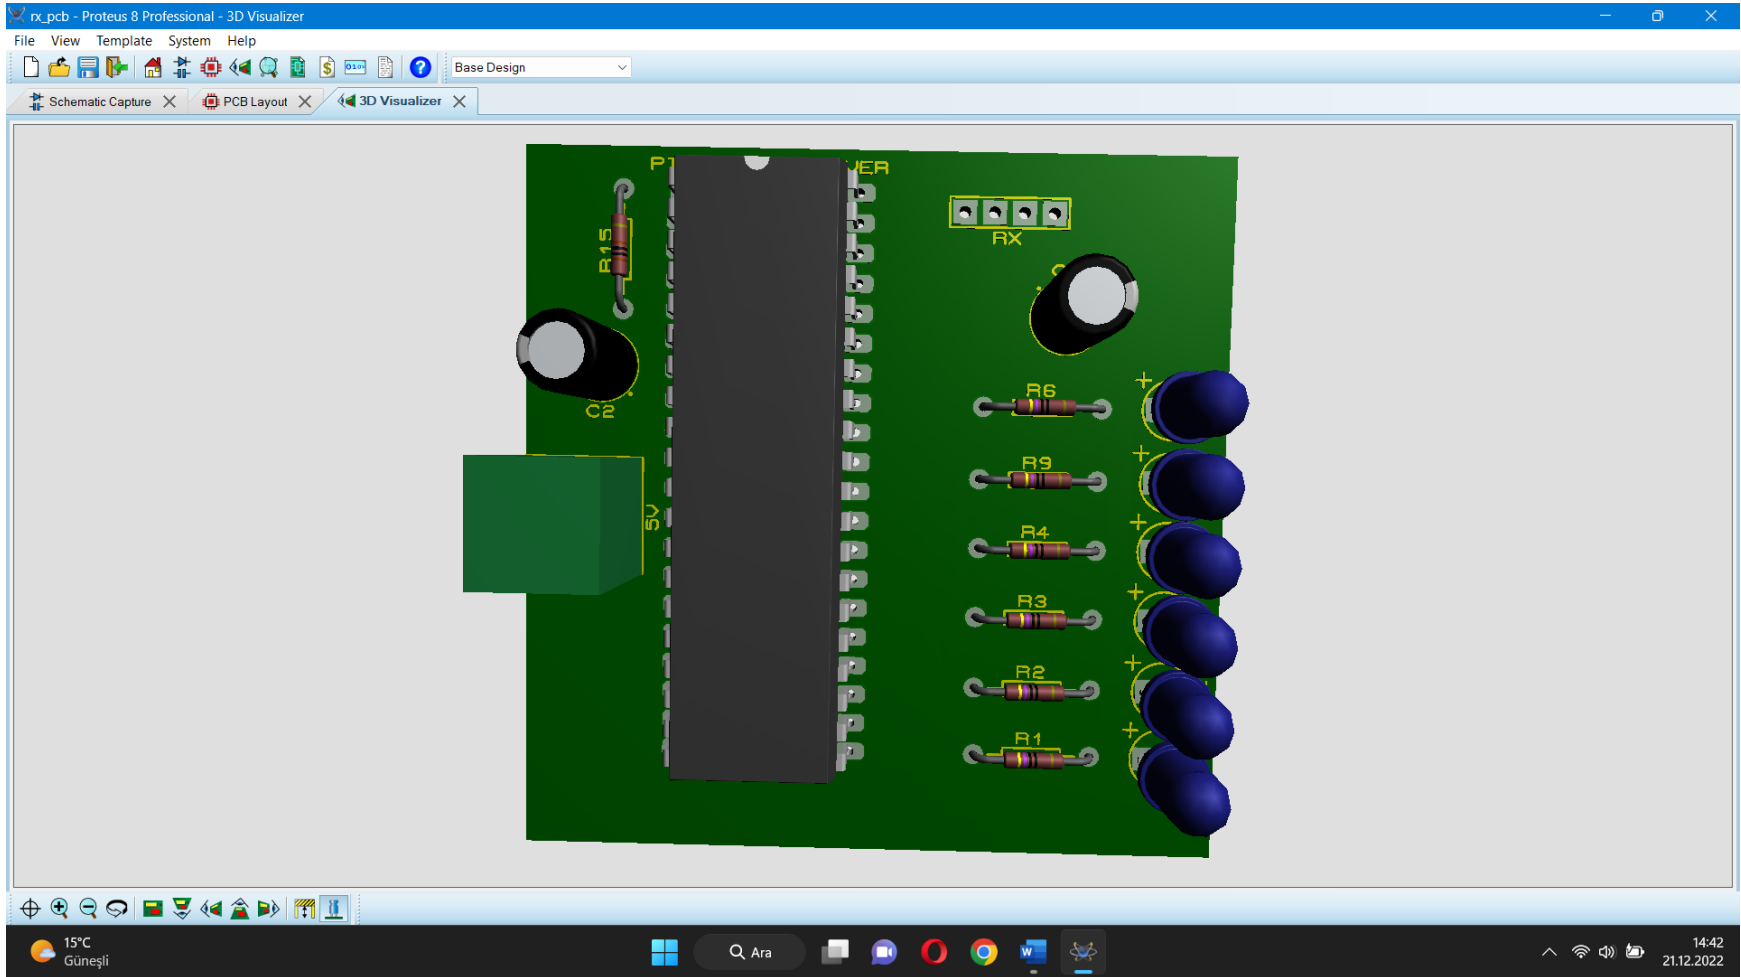 rx_pcb - Proteus 8 Professional - 3D Visualizer
File View Template System Help
Base Design
Schematic Capture
PCB Layout
3D Visualizer
R15
RX
C2
R6
5V
R9
R4
R3
R2
R1
+
+
+
+
+
+
15°C
Güneşli
Ara
14:42
21.12.2022